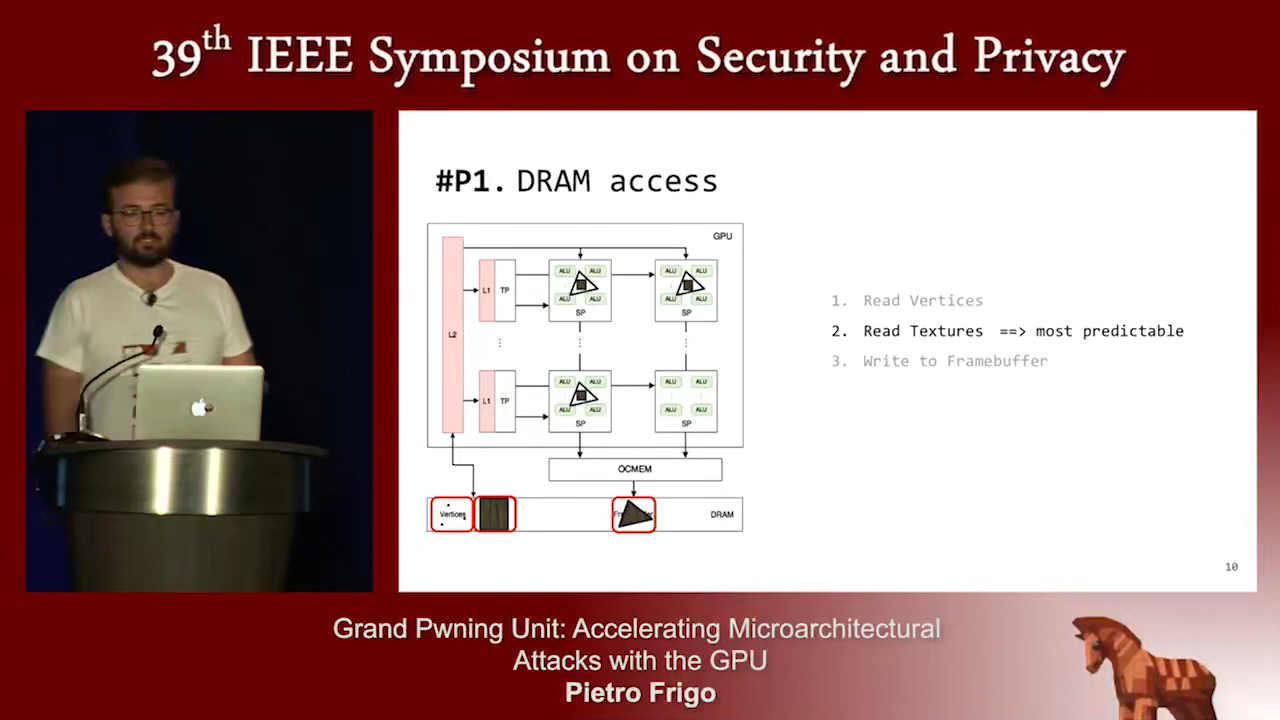 39th IEEE Symposium on Security and Privacy
#P1. DRAM access
GPU
L2
L1
TP
ALU
ALU
ALU
ALU
SP
ALU
ALU
ALU
ALU
SP
L1
TP
ALU
ALU
ALU
ALU
SP
ALU
ALU
ALU
ALU
SP
OCMEM
Vertices
DRAM
1. Read Vertices
2. Read Textures ==> most predictable
3. Write to Framebuffer
10
Grand Pwning Unit: Accelerating Microarchitectural
Attacks with the GPU
Pietro Frigo